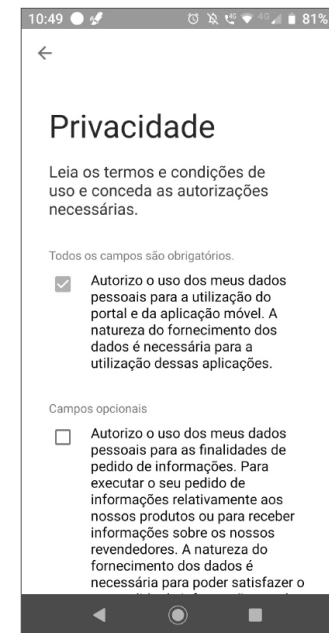 10:49 4G 4G 81%
Privacidade
Leia os termos e condições de
uso e conceda as autorizações
necessárias.
Todos os campos são obrigatórios.
Autorizo o uso dos meus dados
pessoais para a utilização do
portal e da aplicação móvel. A
natureza do fornecimento dos
dados é necessária para a
utilização dessas aplicações.
Campos opcionais
Autorizo o uso dos meus dados
pessoais para as finalidades de
pedido de informações. Para
executar o seu pedido de
informações relativamente aos
nossos produtos ou para receber
informações sobre os nossos
revendedores. A natureza do
fornecimento dos dados é
necessária para poder satisfazer o